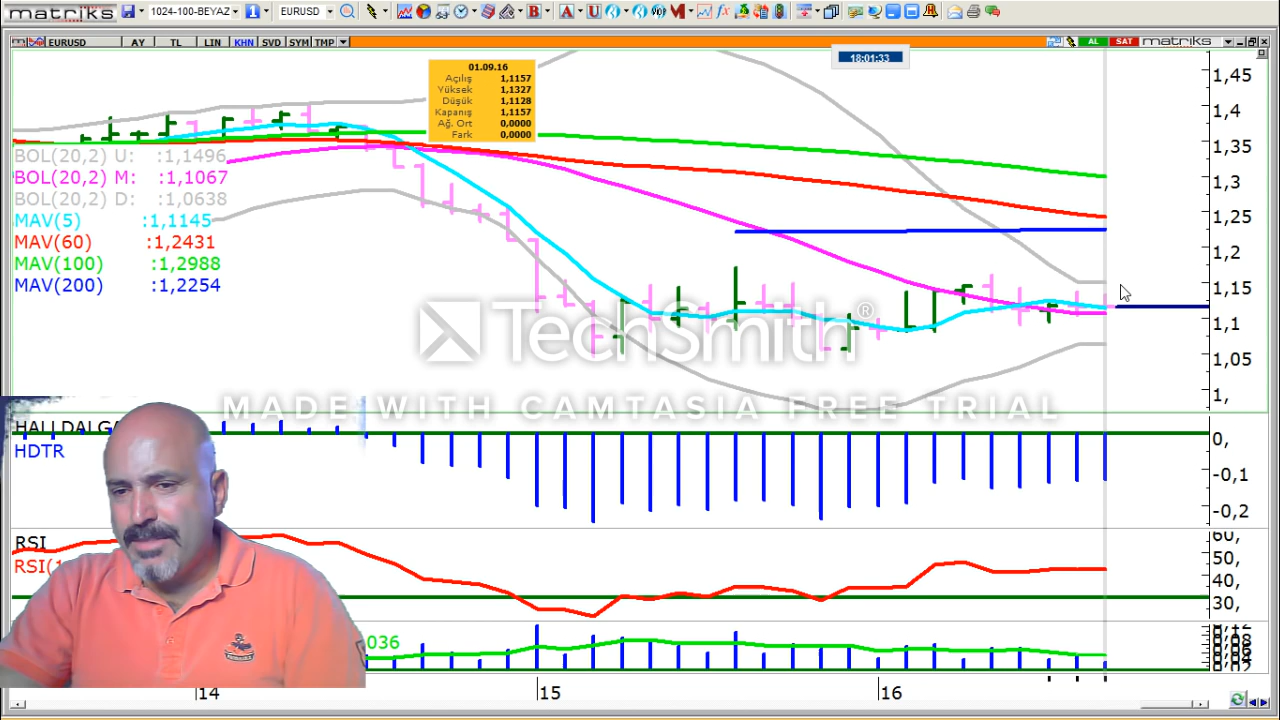 matriks 1024-100-BEYAZ 1 EURUSD B A U
EURUSD AY TL LIN KHN SVD SYM TMP AL SAT matriks
18:01:33
01.09.16
Açılış 1,1157
Yüksek 1,1327
Düşük 1,1128
Kapanış 1,1157
Ağ. Ort 0,0000
Fark 0,0000
BOL(20,2) U: :1,1496
BOL(20,2) M: :1,1067
BOL(20,2) D: :1,0638
MAV(5) :1,1145
MAV(60) :1,2431
MAV(100) :1,2988
MAV(200) :1,2254
1,45
1,4
1,35
1,3
1,25
1,2
1,15
1,1
1,05
1,
TechSmith®
MADE WITH CAMTASIA FREE TRIAL
HDTR
0,
-0,1
-0,2
RSI
60,
50,
40,
30,
036
14 15 16